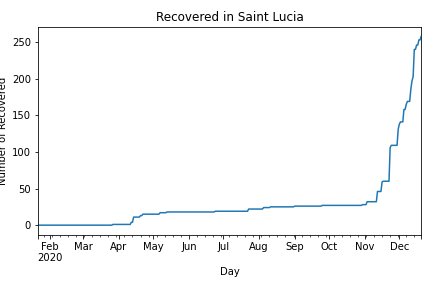 Recovered in Saint Lucia
250
200
150
100
50
0
Number of Recovered
Feb Mar Apr May Jun Jul Aug Sep Oct Nov Dec
2020
Day